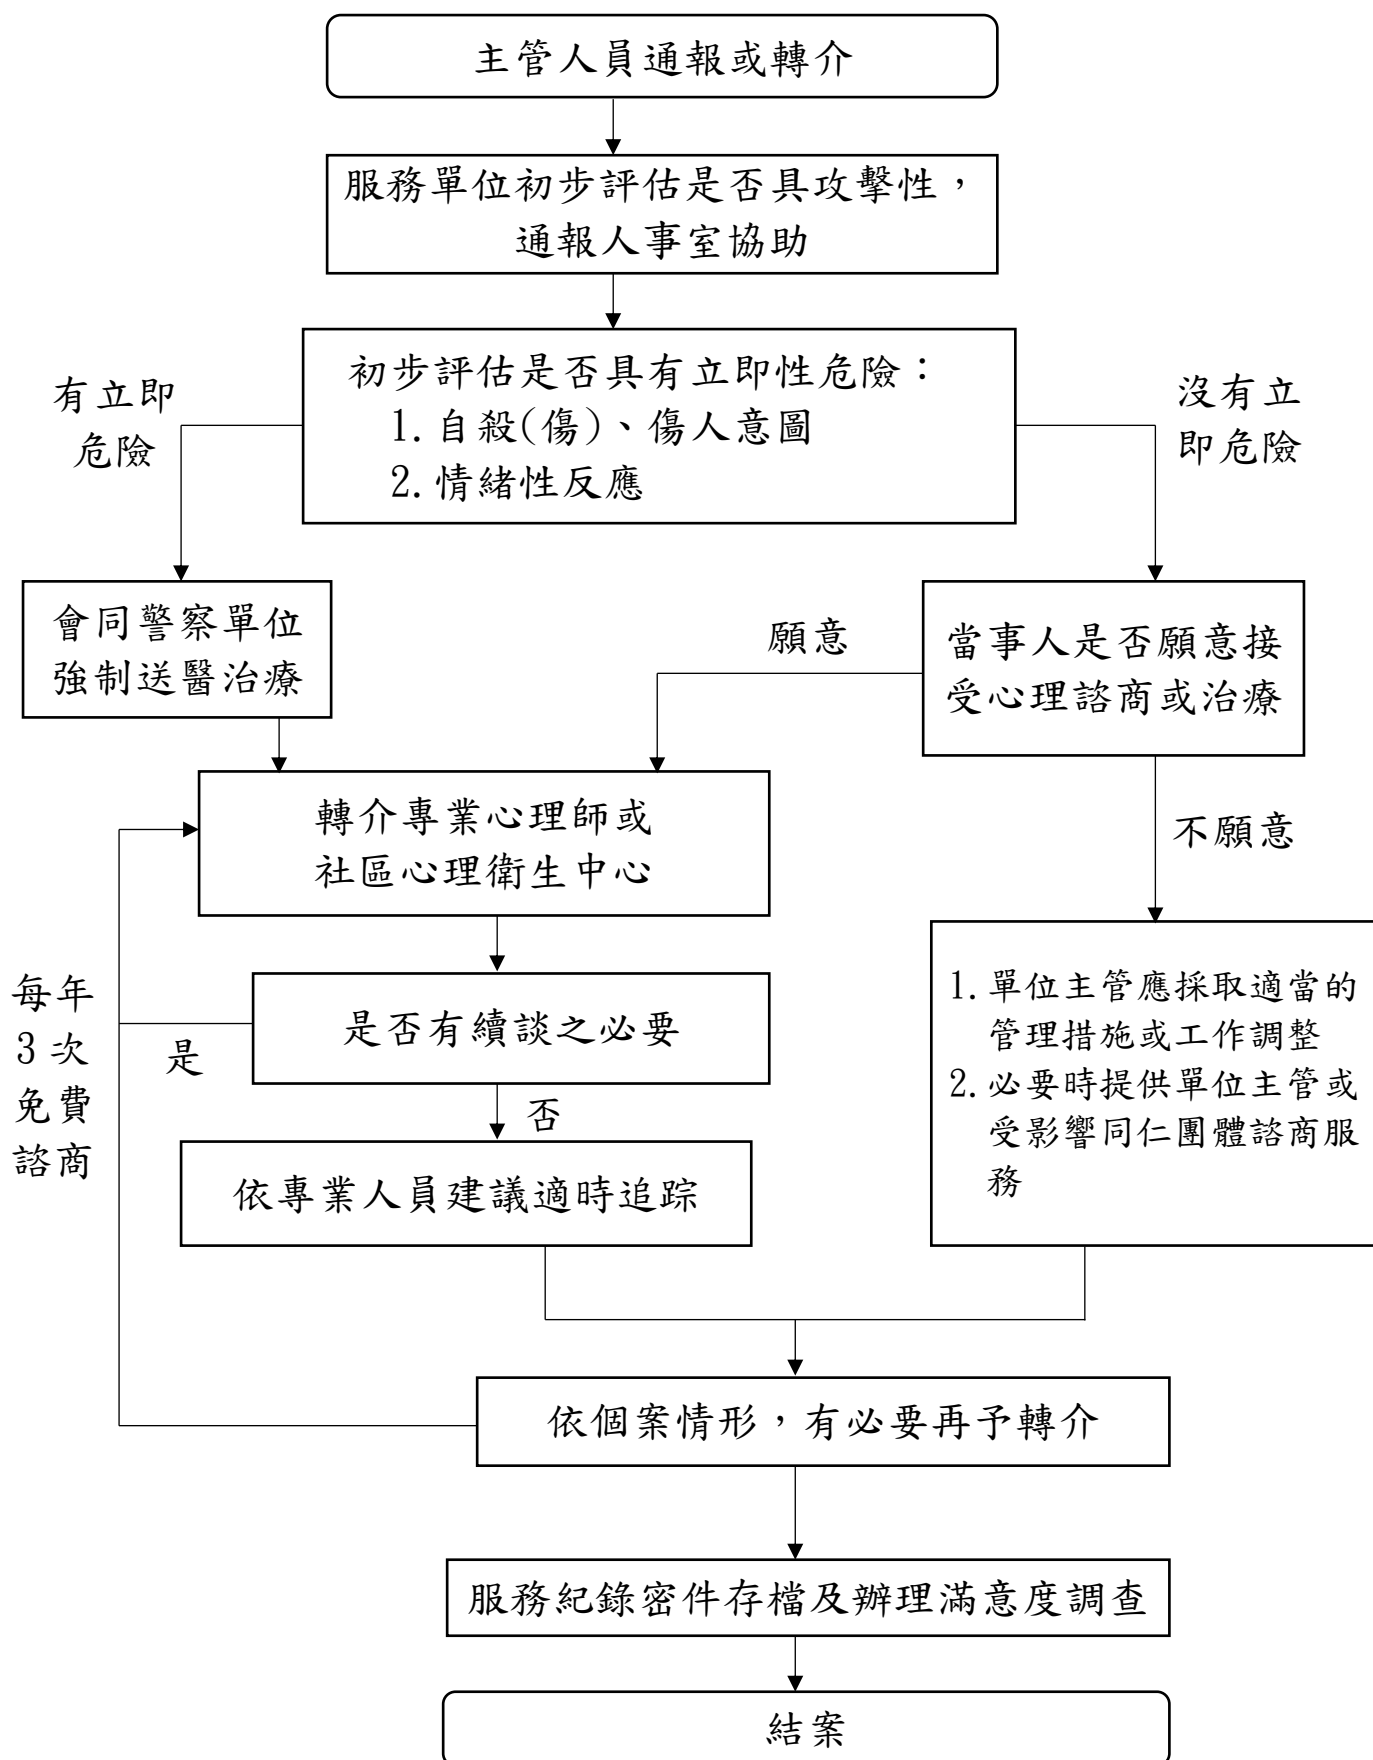 主管人員通報或轉介
服務單位初步評估是否具攻擊性，
通報人事室協助
初步評估是否具有立即性危險：
1. 自殺(傷)、傷人意圖
2. 情緒性反應
有立即
危險
沒有立
即危險
會同警察單位
強制送醫治療
願意
當事人是否願意接
受心理諮商或治療
轉介專業心理師或
社區心理衛生中心
不願意
每年
3 次
免費
諮商
是否有續談之必要
是
否
1. 單位主管應採取適當的
管理措施或工作調整
2. 必要時提供單位主管或
受影響同仁團體諮商服
務
依專業人員建議適時追踪
依個案情形，有必要再予轉介
服務紀錄密件存檔及辦理滿意度調查
結案